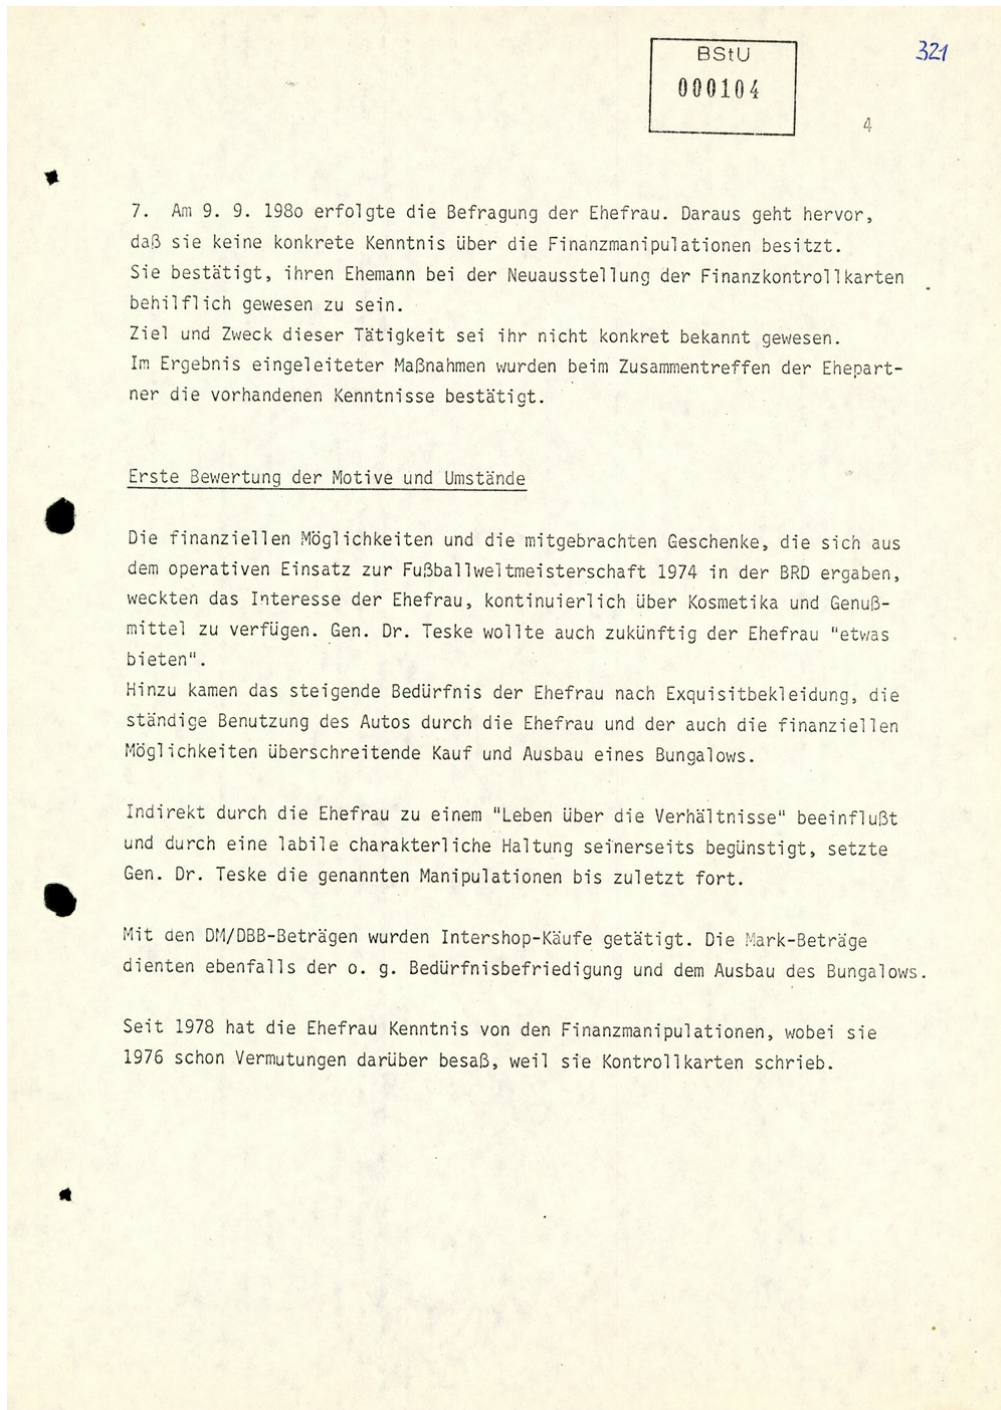 BStU
000104
321
4
7. Am 9. 9. 198o erfolgte die Befragung der Ehefrau. Daraus geht hervor,
daß sie keine konkrete Kenntnis über die Finanzmanipulationen besitzt.
Sie bestätigt, ihren Ehemann bei der Neuausstellung der Finanzkontrollkarten
behilflich gewesen zu sein.
Ziel und Zweck dieser Tätigkeit sei ihr nicht konkret bekannt gewesen.
Im Ergebnis eingeleiteter Maßnahmen wurden beim Zusammentreffen der Ehepart-
ner die vorhandenen Kenntnisse bestätigt.
Erste Bewertung der Motive und Umstände
Die finanziellen Möglichkeiten und die mitgebrachten Geschenke, die sich aus
dem operativen Einsatz zur Fußballweltmeisterschaft 1974 in der BRD ergaben,
weckten das Interesse der Ehefrau, kontinuierlich über Kosmetika und Genuß-
mittel zu verfügen. Gen. Dr. Teske wollte auch zukünftig der Ehefrau "etwas
bieten".
Hinzu kamen das steigende Bedürfnis der Ehefrau nach Exquisitbekleidung, die
ständige Benutzung des Autos durch die Ehefrau und der auch die finanziellen
Möglichkeiten überschreitende Kauf und Ausbau eines Bungalows.
Indirekt durch die Ehefrau zu einem "Leben über die Verhältnisse" beeinflußt
und durch eine labile charakterliche Haltung seinerseits begünstigt, setzte
Gen. Dr. Teske die genannten Manipulationen bis zuletzt fort.
Mit den DM/DBB-Beträgen wurden Intershop-Käufe getätigt. Die Mark-Beträge
dienten ebenfalls der o. g. Bedürfnisbefriedigung und dem Ausbau des Bungalows.
Seit 1978 hat die Ehefrau Kenntnis von den Finanzmanipulationen, wobei sie
1976 schon Vermutungen darüber besaß, weil sie Kontrollkarten schrieb.